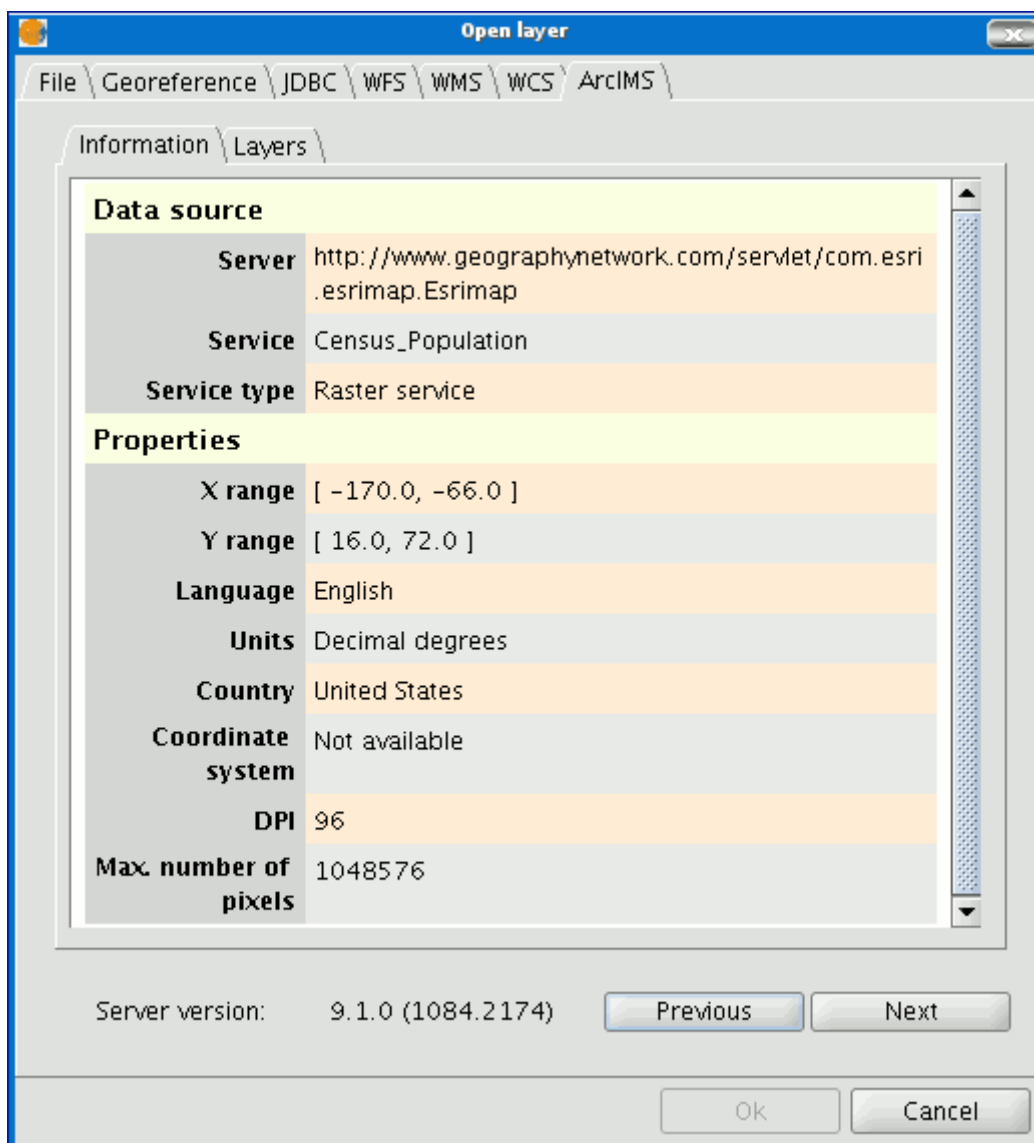 Open layer
File Georeference JDBC WFS WMS WCS ArcIMS
Information Layers
Data source
Server http://www.geographynetwork.com/servlet/com.esri
.esrimap.Esrimap
Service Census_Population
Service type Raster service
Properties
X range [ -170.0, -66.0 ]
Y range [ 16.0, 72.0 ]
Language English
Units Decimal degrees
Country United States
Coordinate
system Not available
DPI 96
Max. number of
pixels 1048576
Server version: 9.1.0 (1084.2174) Previous Next
Ok Cancel